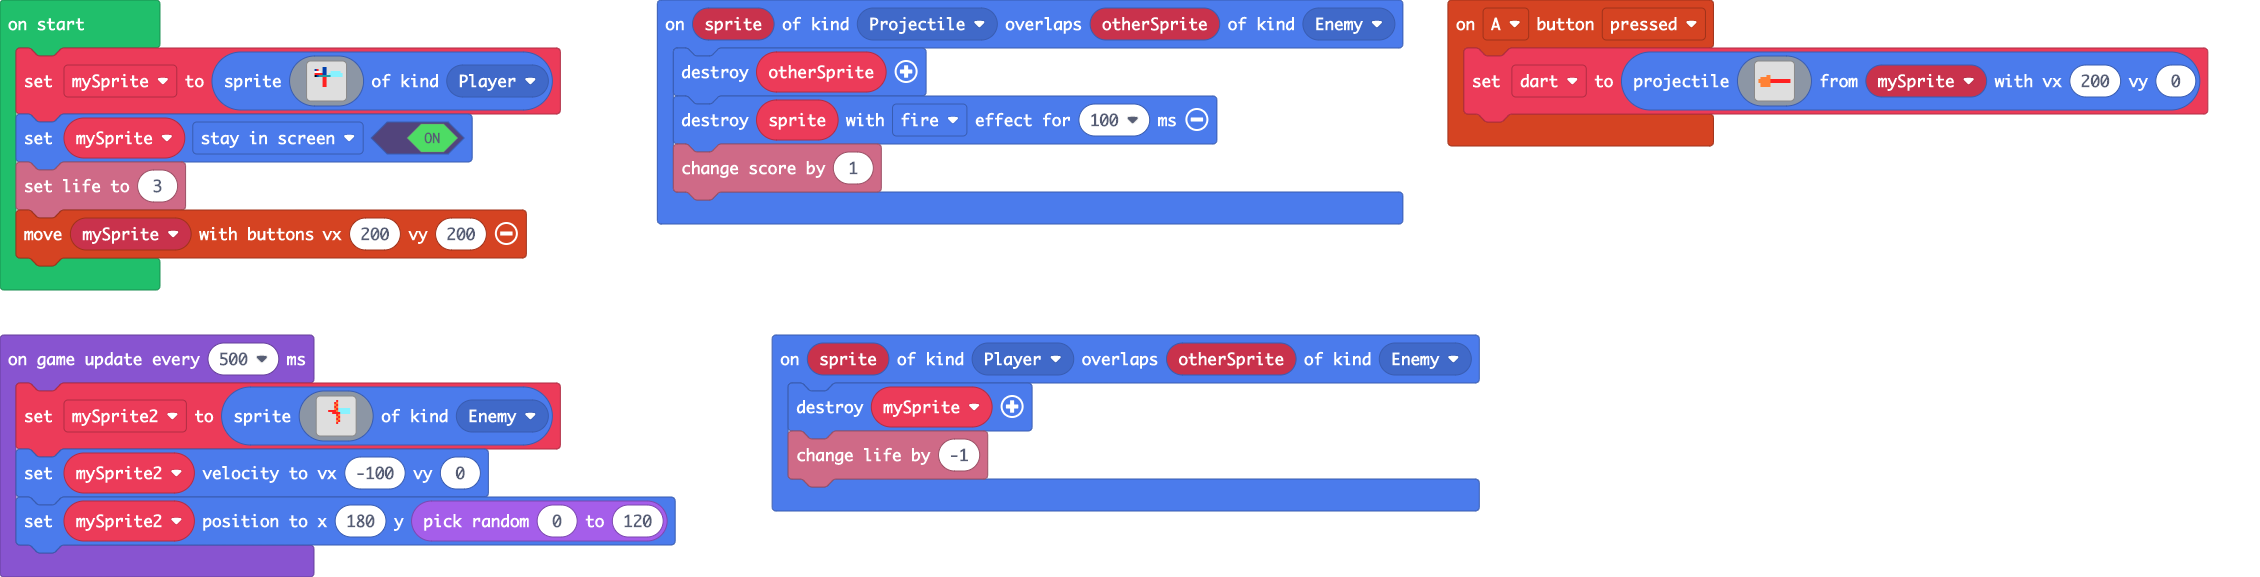 on start
set mySprite to sprite of kind Player
set mySprite stay in screen ON
set life to 3
move mySprite with buttons vx 200 vy 200
on sprite of kind Projectile overlaps otherSprite of kind Enemy
destroy otherSprite
destroy sprite with fire effect for 100 ms
change score by 1
on A button pressed
set dart to projectile from mySprite with vx 200 vy 0
on game update every 500 ms
set mySprite2 to sprite of kind Enemy
set mySprite2 velocity to vx -100 vy 0
set mySprite2 position to x 180 y pick random 0 to 120
on sprite of kind Player overlaps otherSprite of kind Enemy
destroy mySprite
change life by -1